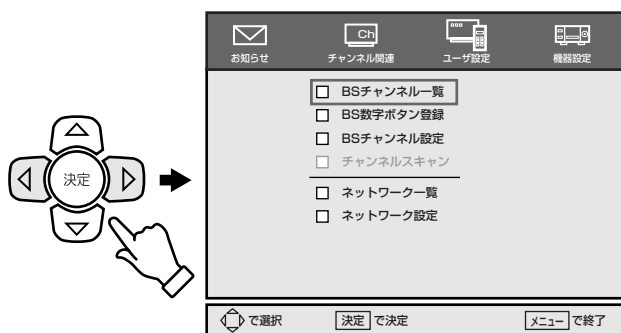 お知らせ
Ch
チャンネル関連
ユーザ設定
機器設定
BSチャンネル一覧
BS数字ボタン登録
BSチャンネル設定
チャンネルスキャン
ネットワーク一覧
ネットワーク設定
決定
で選択
決定 で決定
メニュー で終了